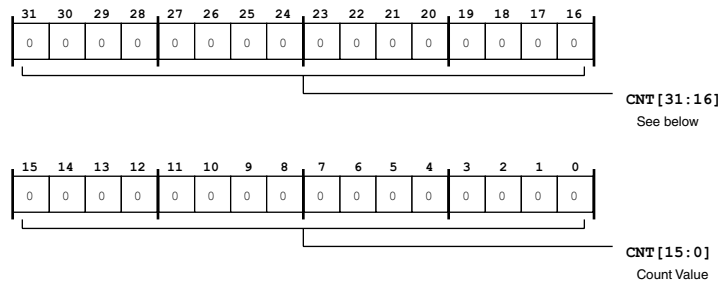 31 30 29 28 27 26 25 24 23 22 21 20 19 18 17 16
0 0 0 0 0 0 0 0 0 0 0 0 0 0 0 0
CNT[31:16]
See below
15 14 13 12 11 10 9 8 7 6 5 4 3 2 1 0
0 0 0 0 0 0 0 0 0 0 0 0 0 0 0 0
CNT[15:0]
Count Value